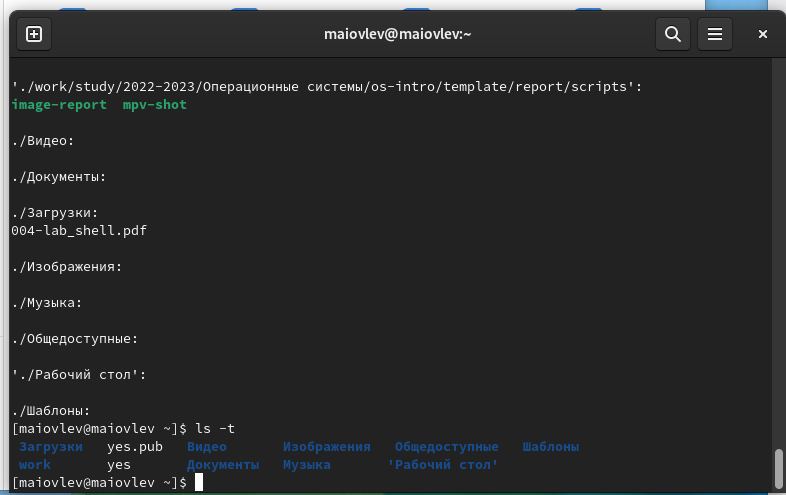 maiovlev@maiovlev:~
'./work/study/2022-2023/Операционные системы/os-intro/template/report/scripts':
image-report  mpv-shot
./Видео:
./Документы:
./Загрузки:
004-lab_shell.pdf
./Изображения:
./Музыка:
./Общедоступные:
'./Рабочий стол':
./Шаблоны:
[maiovlev@maiovlev ~]$ ls -t
Загрузки   yes.pub   Видео       Изображения   Общедоступные   Шаблоны
work       yes       Документы   Музыка       'Рабочий стол'
[maiovlev@maiovlev ~]$